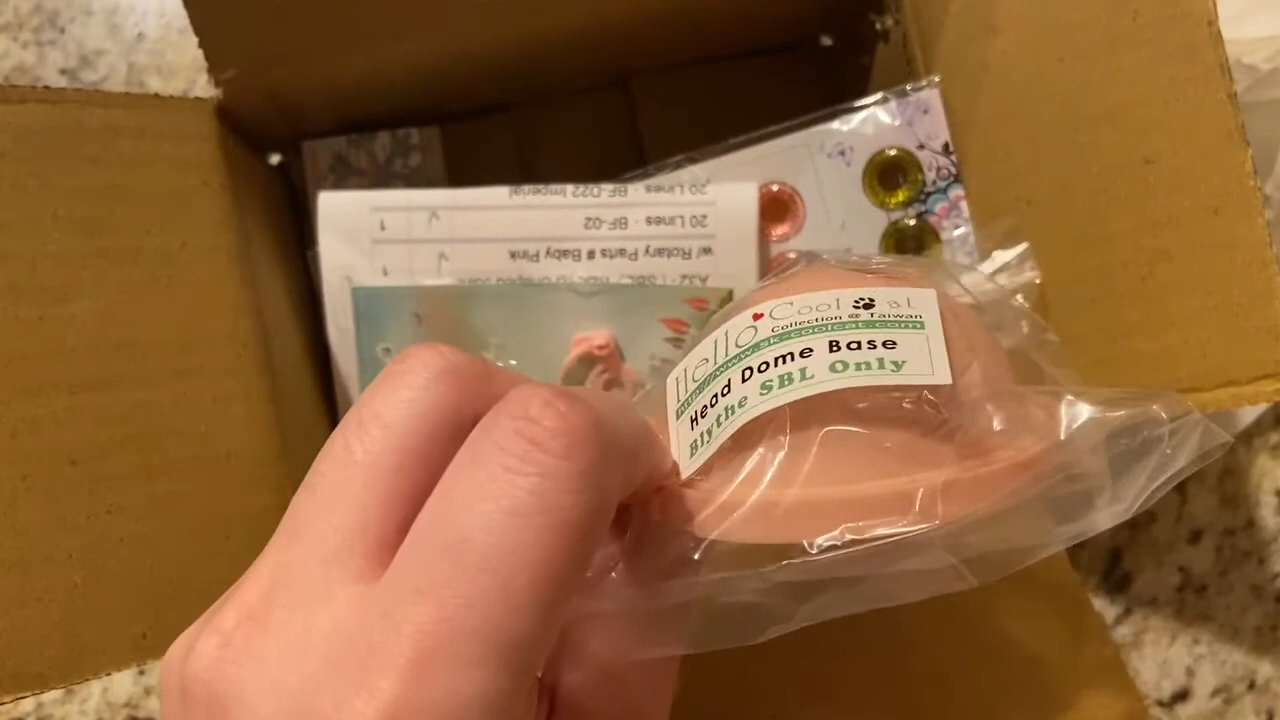 Hello Cool at
Collection @ Taiwan
http://www.sk-coolcat.com
Head Dome Base
Blythe SBL Only
w/ Rotary Parts # Baby Pink 1
20 Lines - BF-02 1
20 Lines - BF-D22 Imperial